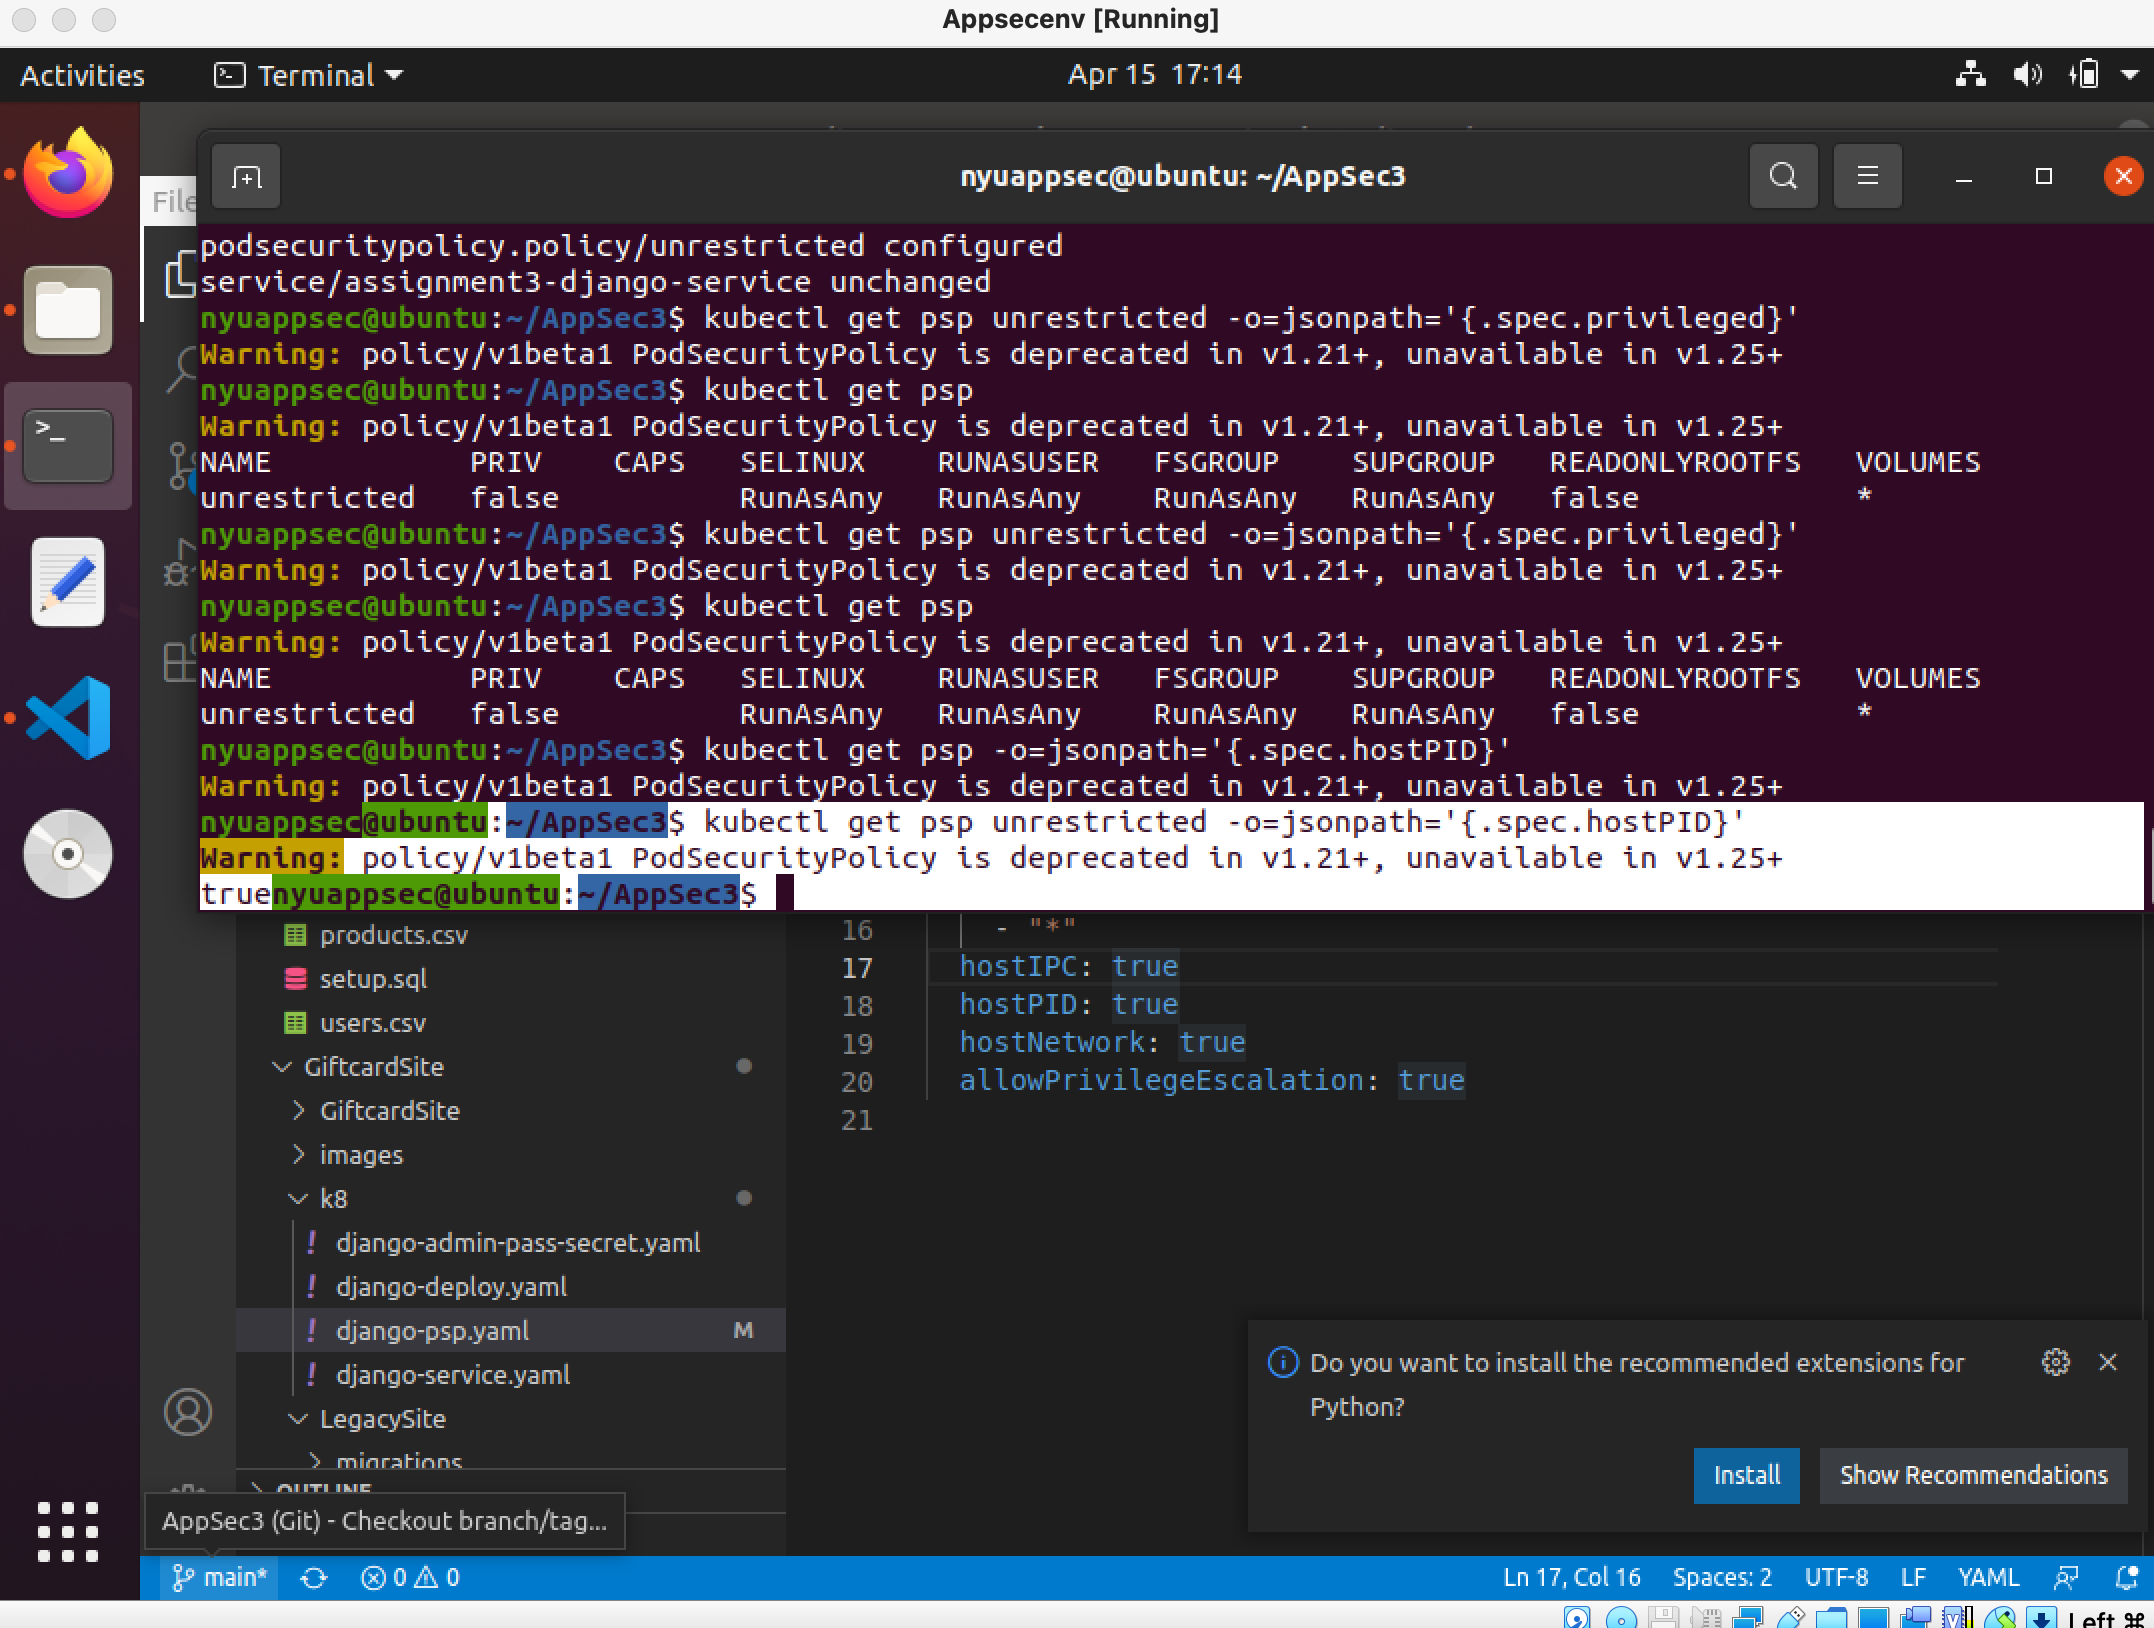 Appsecenv [Running]
Activities
Terminal
Apr 15 17:14
nyuappsec@ubuntu: ~/AppSec3
File
podsecuritypolicy.policy/unrestricted configured
service/assignment3-django-service unchanged
nyuappsec@ubuntu:~/AppSec3$ kubectl get psp unrestricted -o=jsonpath='{.spec.privileged}'
Warning: policy/v1beta1 PodSecurityPolicy is deprecated in v1.21+, unavailable in v1.25+
nyuappsec@ubuntu:~/AppSec3$ kubectl get psp
Warning: policy/v1beta1 PodSecurityPolicy is deprecated in v1.21+, unavailable in v1.25+
NAME           PRIV    CAPS   SELINUX    RUNASUSER   FSGROUP    SUPGROUP   READONLYROOTFS   VOLUMES
unrestricted   false          RunAsAny   RunAsAny    RunAsAny   RunAsAny   false            *
nyuappsec@ubuntu:~/AppSec3$ kubectl get psp unrestricted -o=jsonpath='{.spec.privileged}'
Warning: policy/v1beta1 PodSecurityPolicy is deprecated in v1.21+, unavailable in v1.25+
nyuappsec@ubuntu:~/AppSec3$ kubectl get psp
Warning: policy/v1beta1 PodSecurityPolicy is deprecated in v1.21+, unavailable in v1.25+
NAME           PRIV    CAPS   SELINUX    RUNASUSER   FSGROUP    SUPGROUP   READONLYROOTFS   VOLUMES
unrestricted   false          RunAsAny   RunAsAny    RunAsAny   RunAsAny   false            *
nyuappsec@ubuntu:~/AppSec3$ kubectl get psp -o=jsonpath='{.spec.hostPID}'
Warning: policy/v1beta1 PodSecurityPolicy is deprecated in v1.21+, unavailable in v1.25+
nyuappsec@ubuntu:~/AppSec3$ kubectl get psp unrestricted -o=jsonpath='{.spec.hostPID}'
Warning: policy/v1beta1 PodSecurityPolicy is deprecated in v1.21+, unavailable in v1.25+
truenyuappsec@ubuntu:~/AppSec3$
products.csv
setup.sql
users.csv
GiftcardSite
GiftcardSite
images
k8
django-admin-pass-secret.yaml
django-deploy.yaml
django-psp.yaml M
django-service.yaml
LegacySite
migrations
OUTLINE
16 - "*"
17 hostIPC: true
18 hostPID: true
19 hostNetwork: true
20 allowPrivilegeEscalation: true
21
Do you want to install the recommended extensions for
Python?
Install
Show Recommendations
AppSec3 (Git) - Checkout branch/tag...
main* 0 0
Ln 17, Col 16 Spaces: 2 UTF-8 LF YAML
Left ⌘